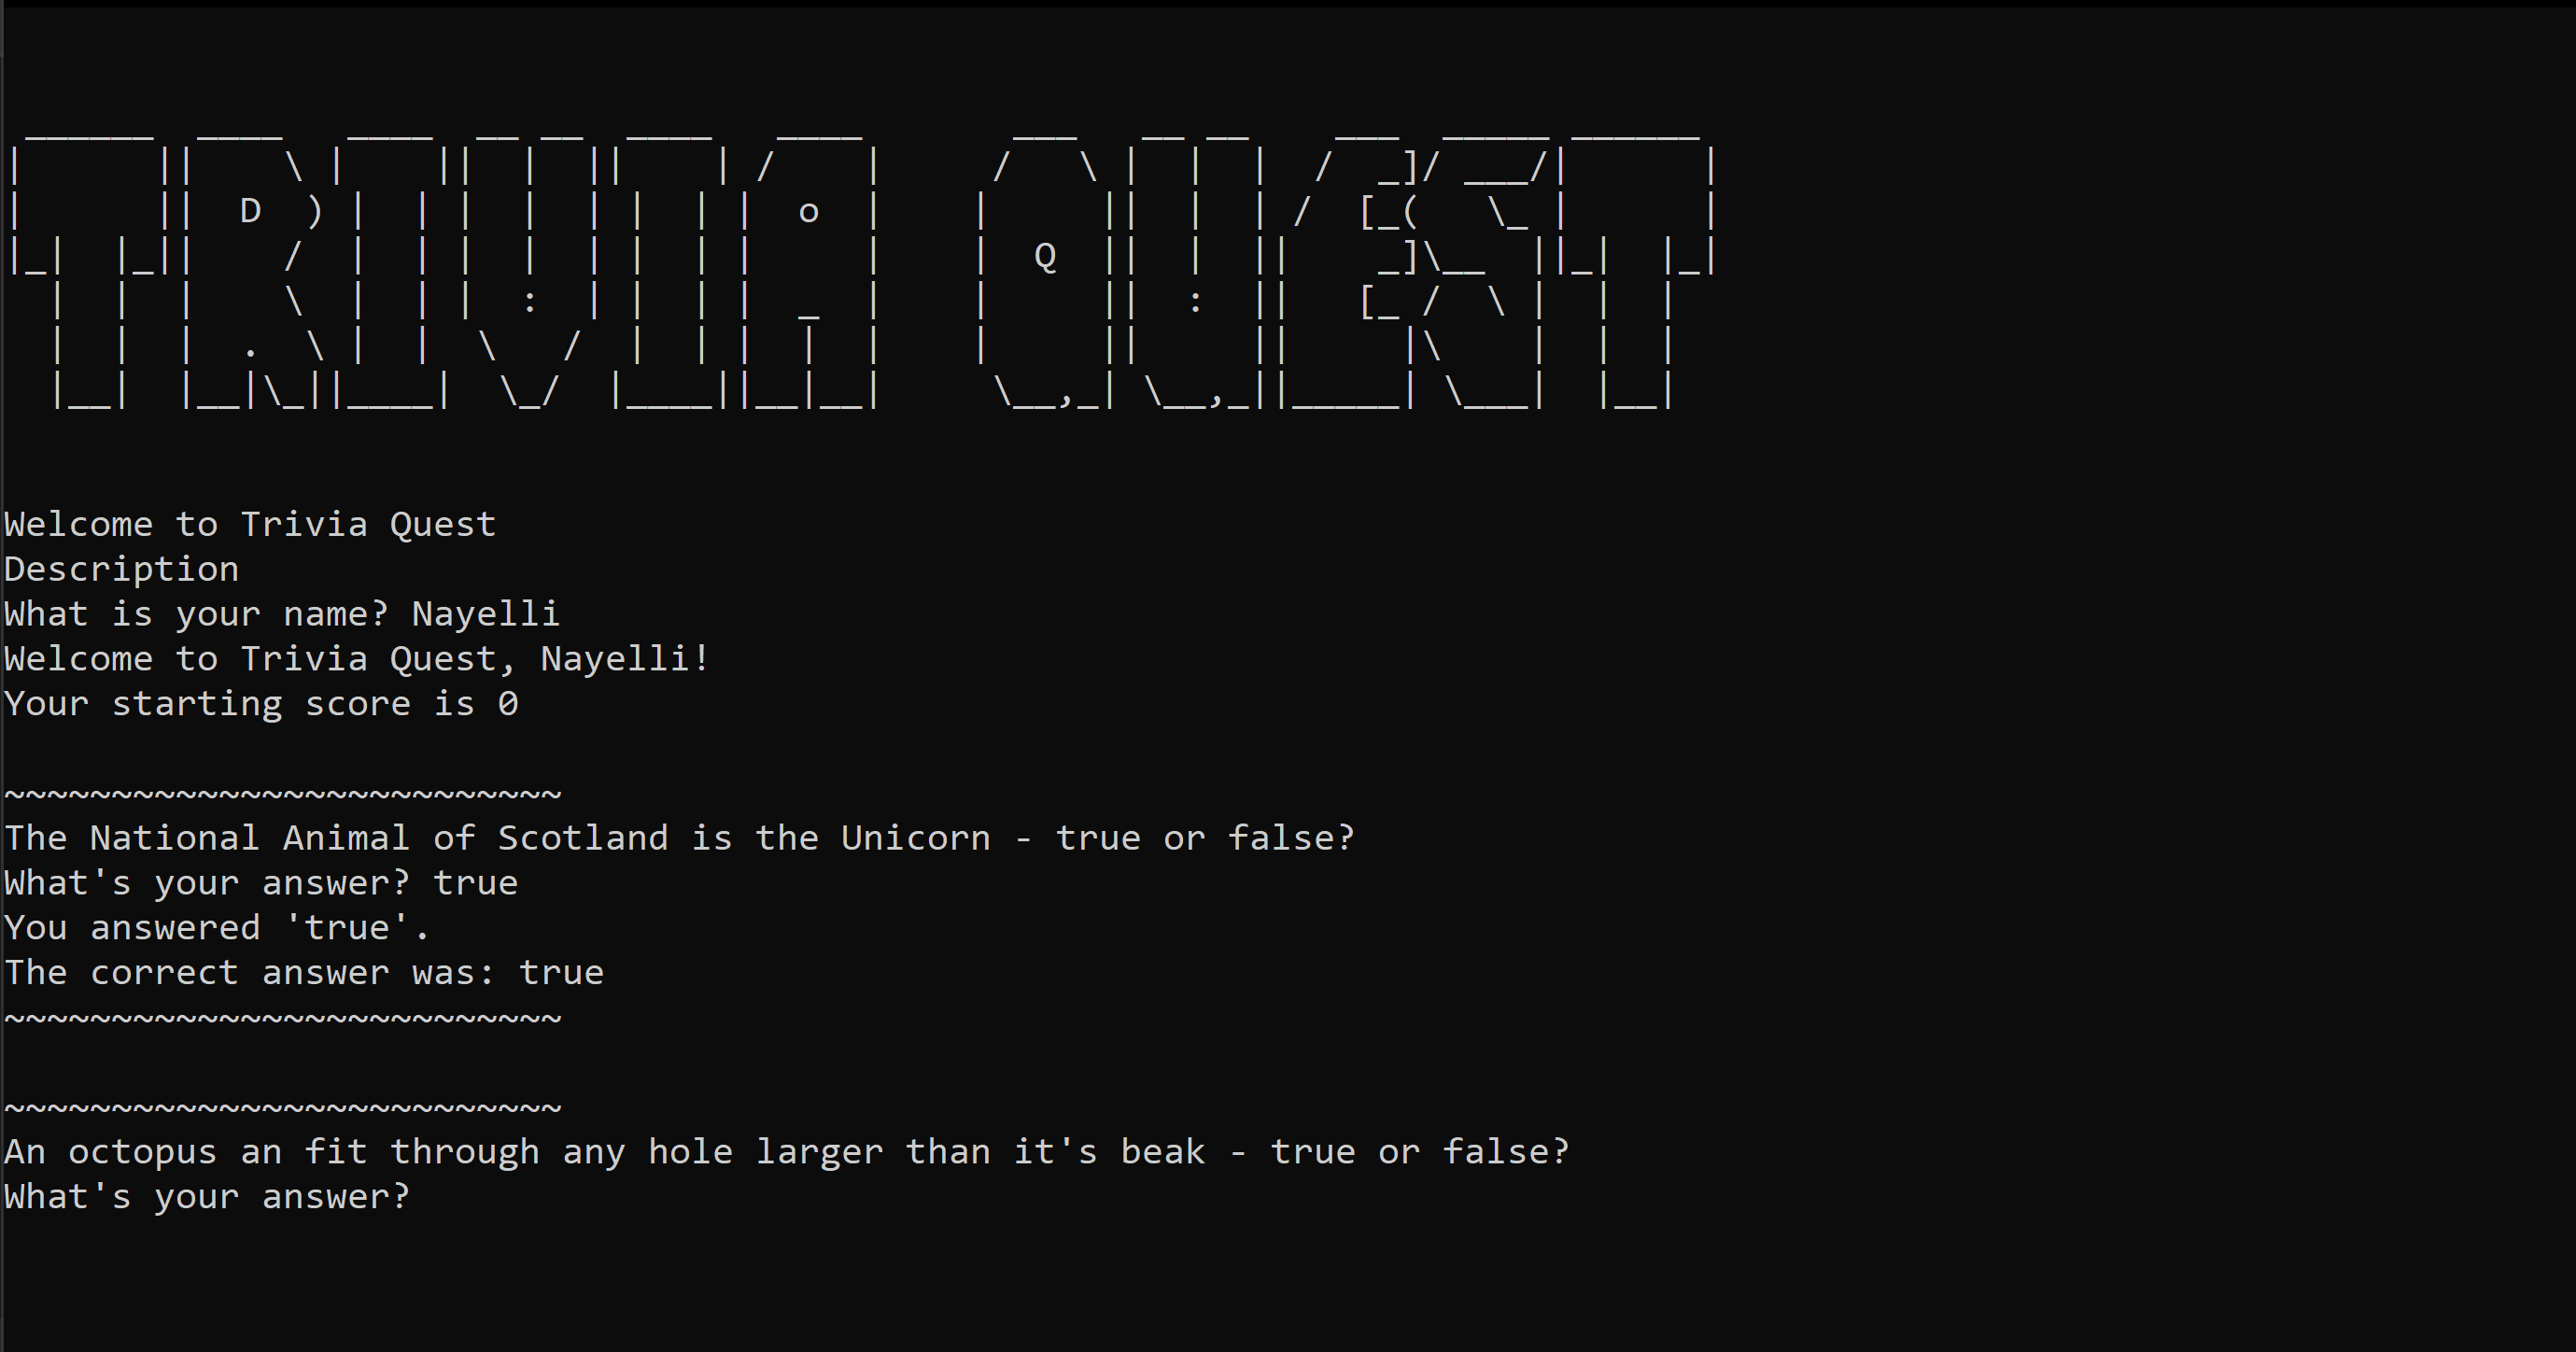 TRIVIA QUEST
Welcome to Trivia Quest
Description
What is your name? Nayelli
Welcome to Trivia Quest, Nayelli!
Your starting score is 0
~~~~~~~~~~~~~~~~~~~~~~~~~~
The National Animal of Scotland is the Unicorn - true or false?
What's your answer? true
You answered 'true'.
The correct answer was: true
~~~~~~~~~~~~~~~~~~~~~~~~~~
~~~~~~~~~~~~~~~~~~~~~~~~~~
An octopus an fit through any hole larger than it's beak - true or false?
What's your answer?